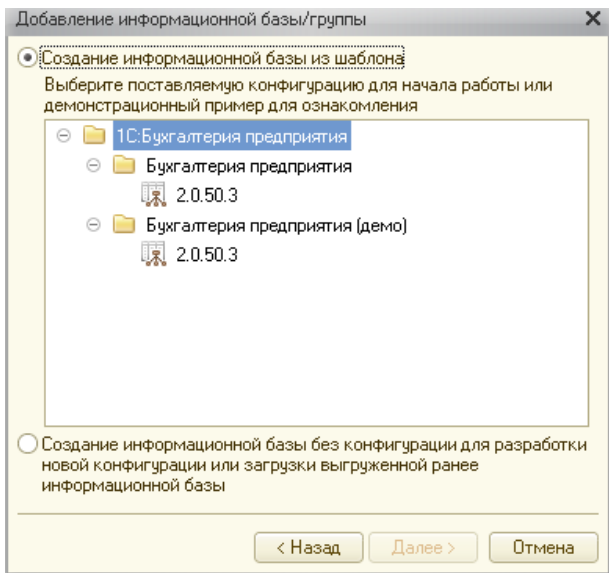 Добавление информационной базы/группы
Создание информационной базы из шаблона
Выберите поставляемую конфигурацию для начала работы или
демонстрационный пример для ознакомления
1С:Бухгалтерия предприятия
Бухгалтерия предприятия
2.0.50.3
Бухгалтерия предприятия (демо)
2.0.50.3
Создание информационной базы без конфигурации для разработки
новой конфигурации или загрузки выгруженной ранее
информационной базы
< Назад Далее > Отмена